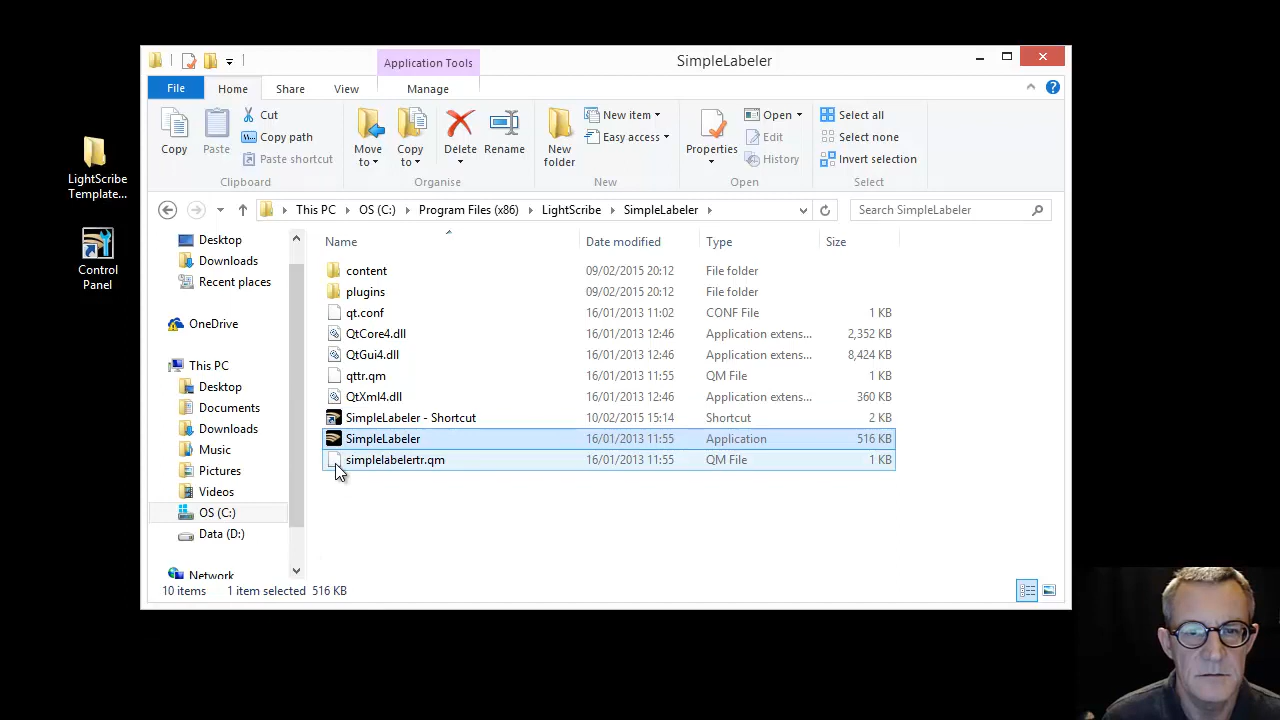 SimpleLabeler
Application Tools
File Home Share View Manage
Copy Paste Cut Copy path Paste shortcut Move to Copy to Delete Rename New folder New item Easy access Properties Open Edit History Select all Select none Invert selection
Clipboard Organise New Open Select
This PC OS (C:) Program Files (x86) LightScribe SimpleLabeler Search SimpleLabeler
LightScribe
Template...
Control
Panel
Desktop
Downloads
Recent places
OneDrive
This PC
Desktop
Documents
Downloads
Music
Pictures
Videos
OS (C:)
Data (D:)
Network
Name Date modified Type Size
content 09/02/2015 20:12 File folder
plugins 09/02/2015 20:12 File folder
qt.conf 16/01/2013 11:02 CONF File 1 KB
QtCore4.dll 16/01/2013 12:46 Application extens... 2,352 KB
QtGui4.dll 16/01/2013 12:46 Application extens... 8,424 KB
qttr.qm 16/01/2013 11:55 QM File 1 KB
QtXml4.dll 16/01/2013 12:46 Application extens... 360 KB
SimpleLabeler - Shortcut 10/02/2015 15:14 Shortcut 2 KB
SimpleLabeler 16/01/2013 11:55 Application 516 KB
simplelabelertr.qm 16/01/2013 11:55 QM File 1 KB
10 items 1 item selected 516 KB